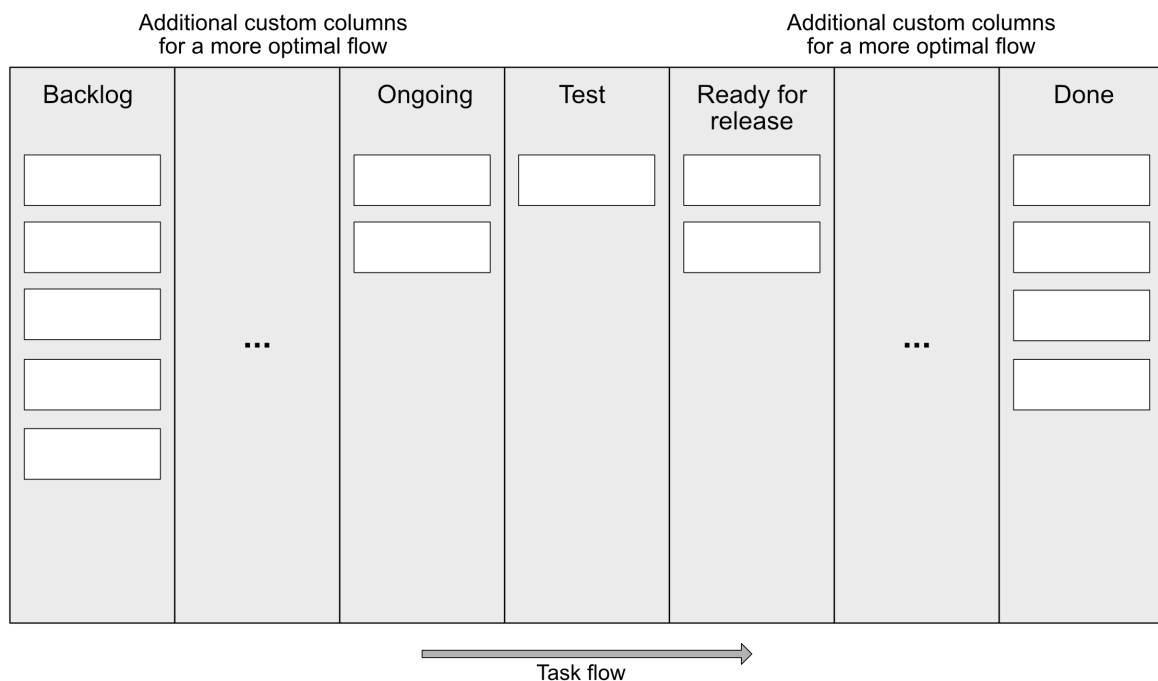 Additional custom columns
for a more optimal flow
Additional custom columns
for a more optimal flow
Backlog
Ongoing
Test
Ready for
release
Done
...
...
Task flow